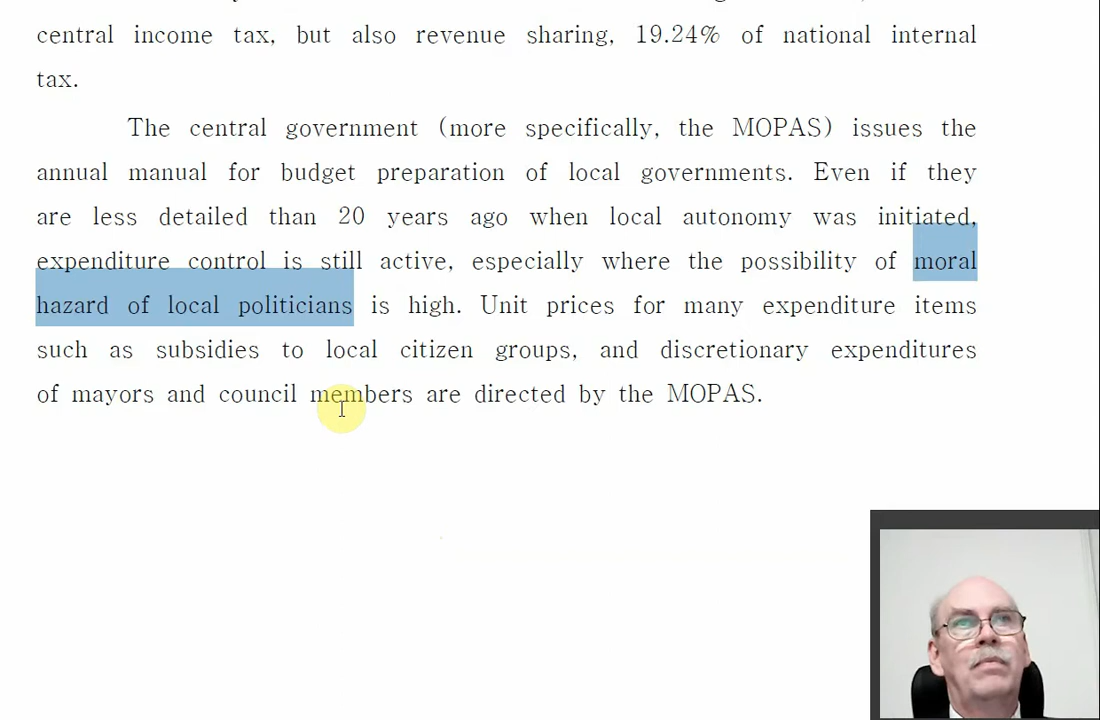 central income tax, but also revenue sharing, 19.24% of national internal
tax.
The central government (more specifically, the MOPAS) issues the
annual manual for budget preparation of local governments. Even if they
are less detailed than 20 years ago when local autonomy was initiated,
expenditure control is still active, especially where the possibility of moral
hazard of local politicians is high. Unit prices for many expenditure items
such as subsidies to local citizen groups, and discretionary expenditures
of mayors and council members are directed by the MOPAS.